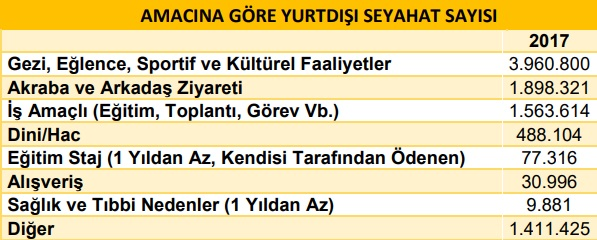 AMACINA GÖRE YURTDIŞI SEYAHAT SAYISI
2017
Gezi, Eğlence, Sportif ve Kültürel Faaliyetler 3.960.800
Akraba ve Arkadaş Ziyareti 1.898.321
İş Amaçlı (Eğitim, Toplantı, Görev Vb.) 1.563.614
Dini/Hac 488.104
Eğitim Staj (1 Yıldan Az, Kendisi Tarafından Ödenen) 77.316
Alışveriş 30.996
Sağlık ve Tıbbi Nedenler (1 Yıldan Az) 9.881
Diğer 1.411.425